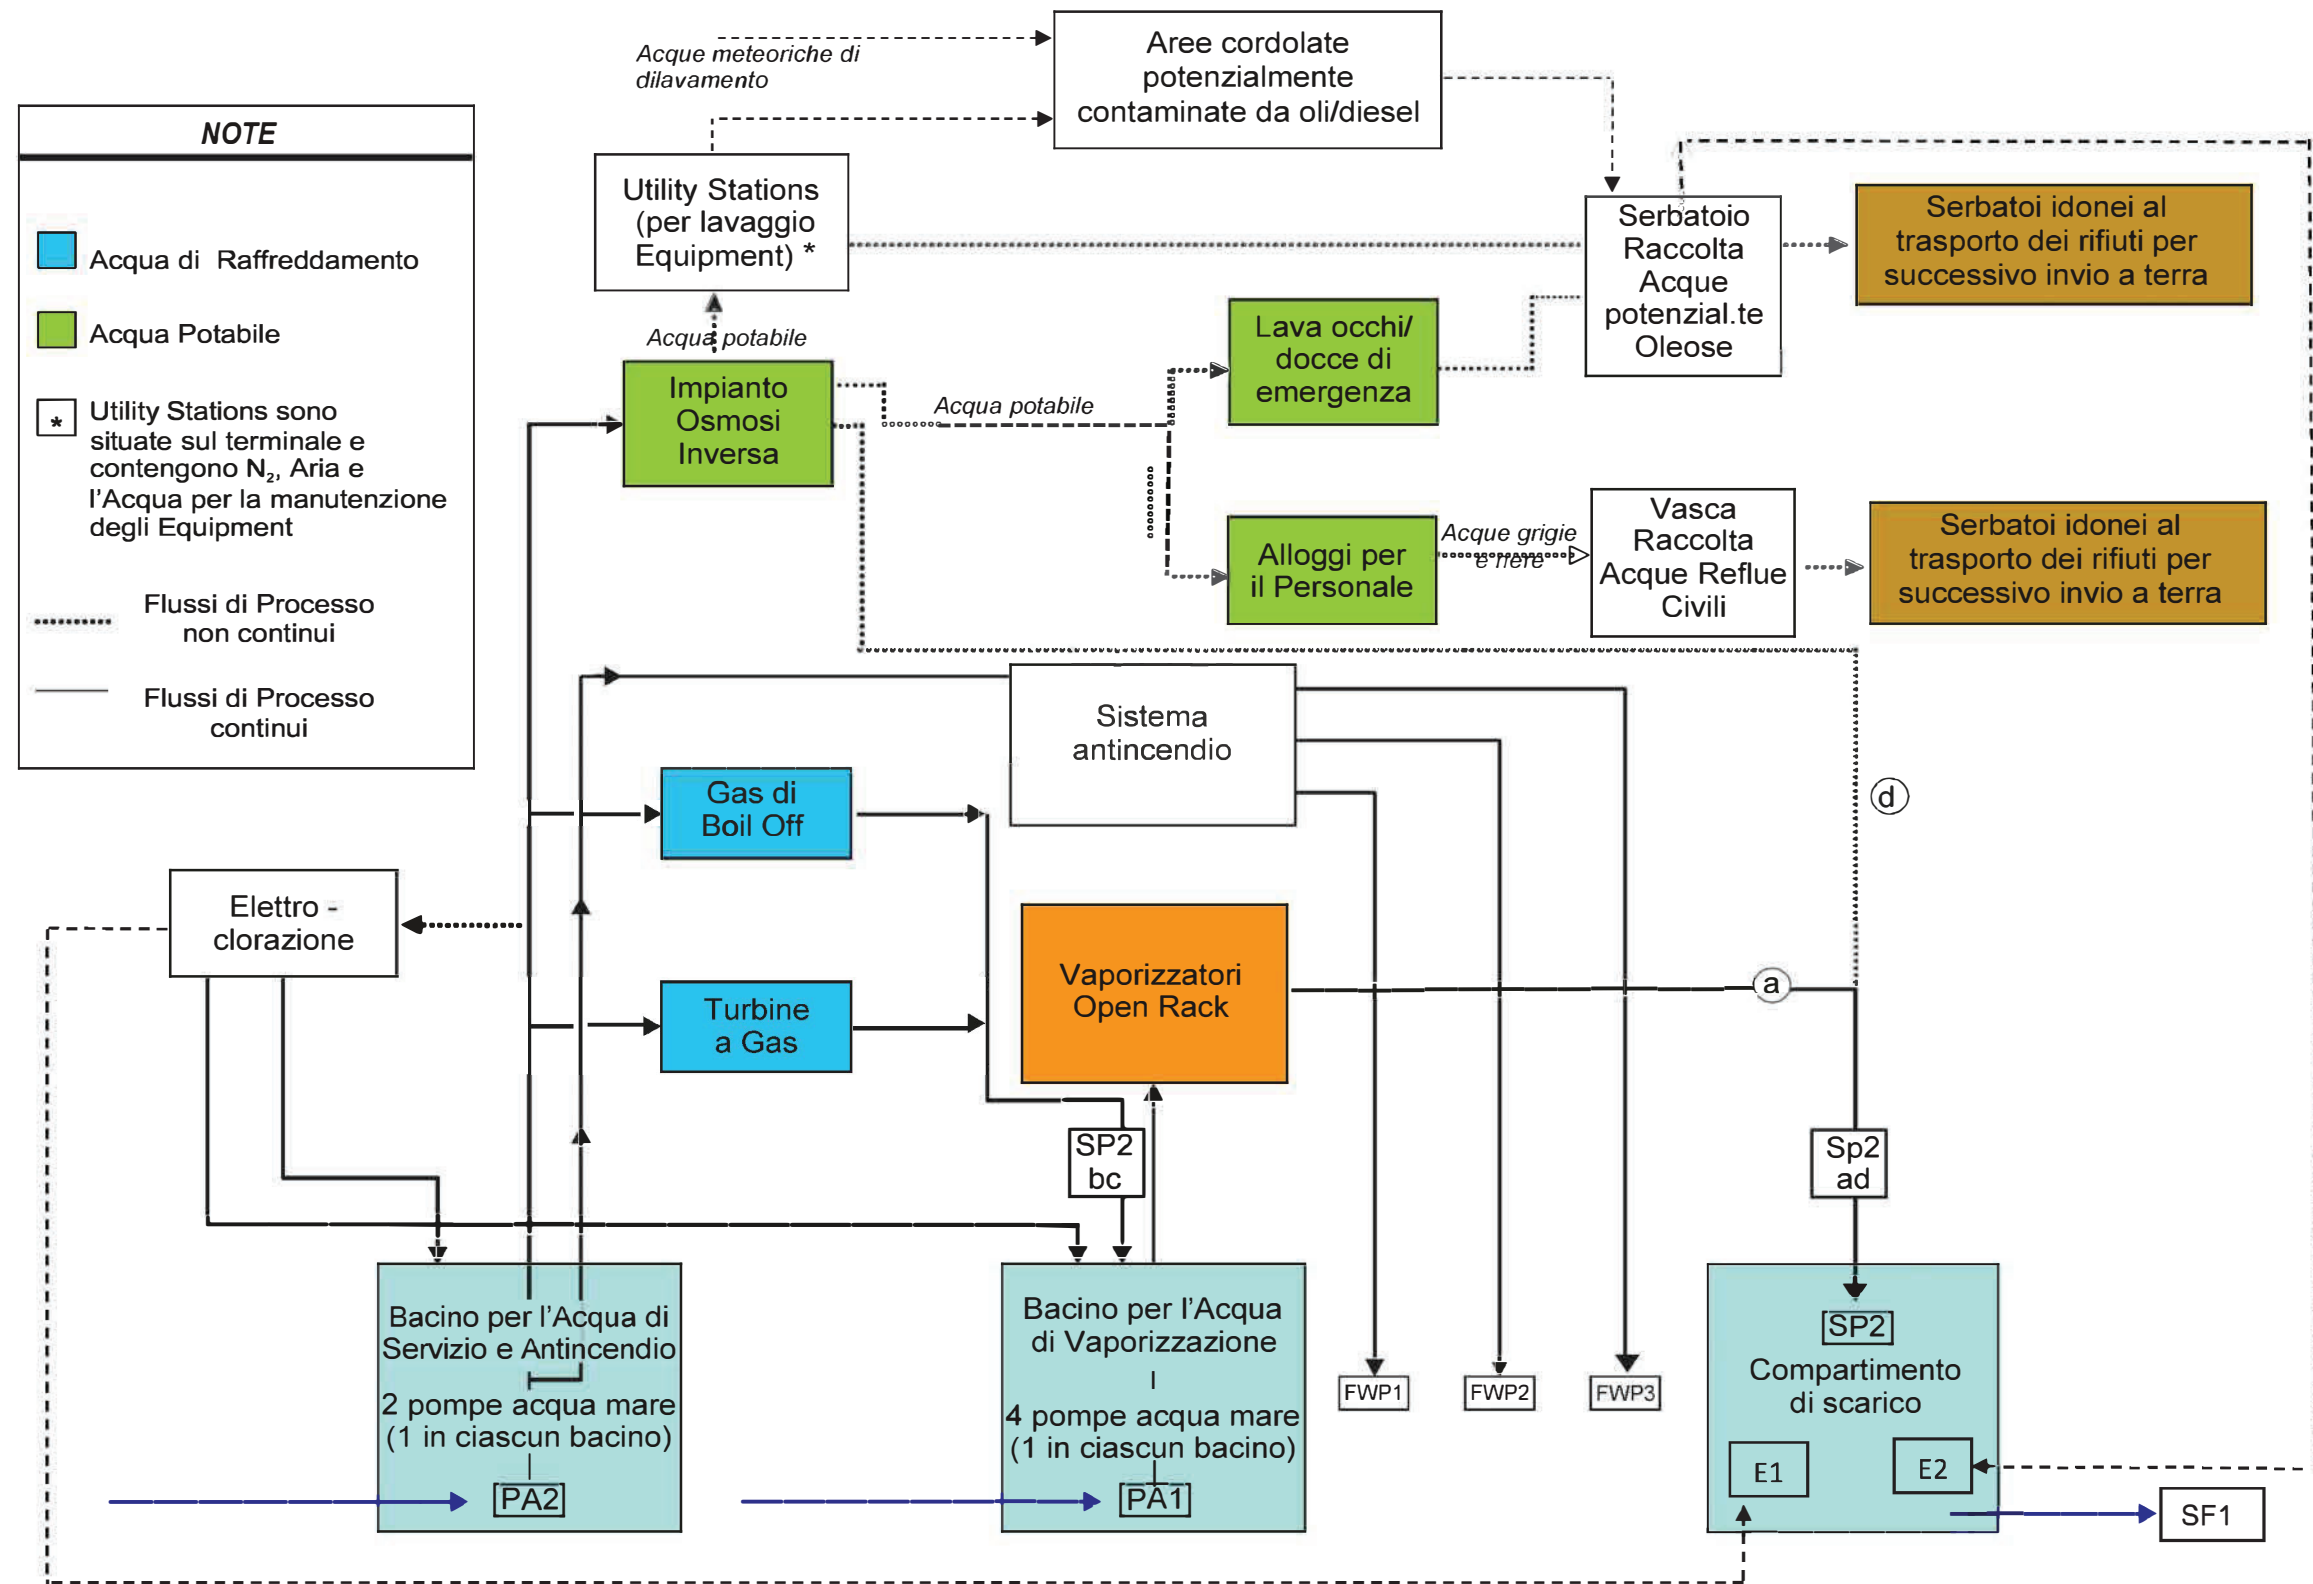 Acque meteoriche di
dilavamento
Aree cordolate
potenzialmente
contaminate da oli/diesel
NOTE
Acqua di Raffreddamento
Acqua Potabile
*
Utility Stations sono
situate sul terminale e
contengono N₂, Aria e
l'Acqua per la manutenzione
degli Equipment
Flussi di Processo
non continui
Flussi di Processo
continui
Utility Stations
(per lavaggio
Equipment) *
Serbatoio
Raccolta
Acque
potenzial.te
Oleose
Serbatoi idonei al
trasporto dei rifiuti per
successivo invio a terra
Acqua potabile
Impianto
Osmosi
Inversa
Acqua potabile
Lava occhi/
docce di
emergenza
Alloggi per
il Personale
Acque grigie
e nere
Vasca
Raccolta
Acque Reflue
Civili
Serbatoi idonei al
trasporto dei rifiuti per
successivo invio a terra
Sistema
antincendio
Gas di
Boil Off
d
Elettro -
clorazione
Vaporizzatori
Open Rack
a
Turbine
a Gas
SP2
bc
Sp2
ad
Bacino per l'Acqua di
Servizio e Antincendio
2 pompe acqua mare
(1 in ciascun bacino)
PA2
Bacino per l'Acqua
di Vaporizzazione
4 pompe acqua mare
(1 in ciascun bacino)
PA1
FWP1
FWP2
FWP3
SP2
Compartimento
di scarico
E1
E2
SF1